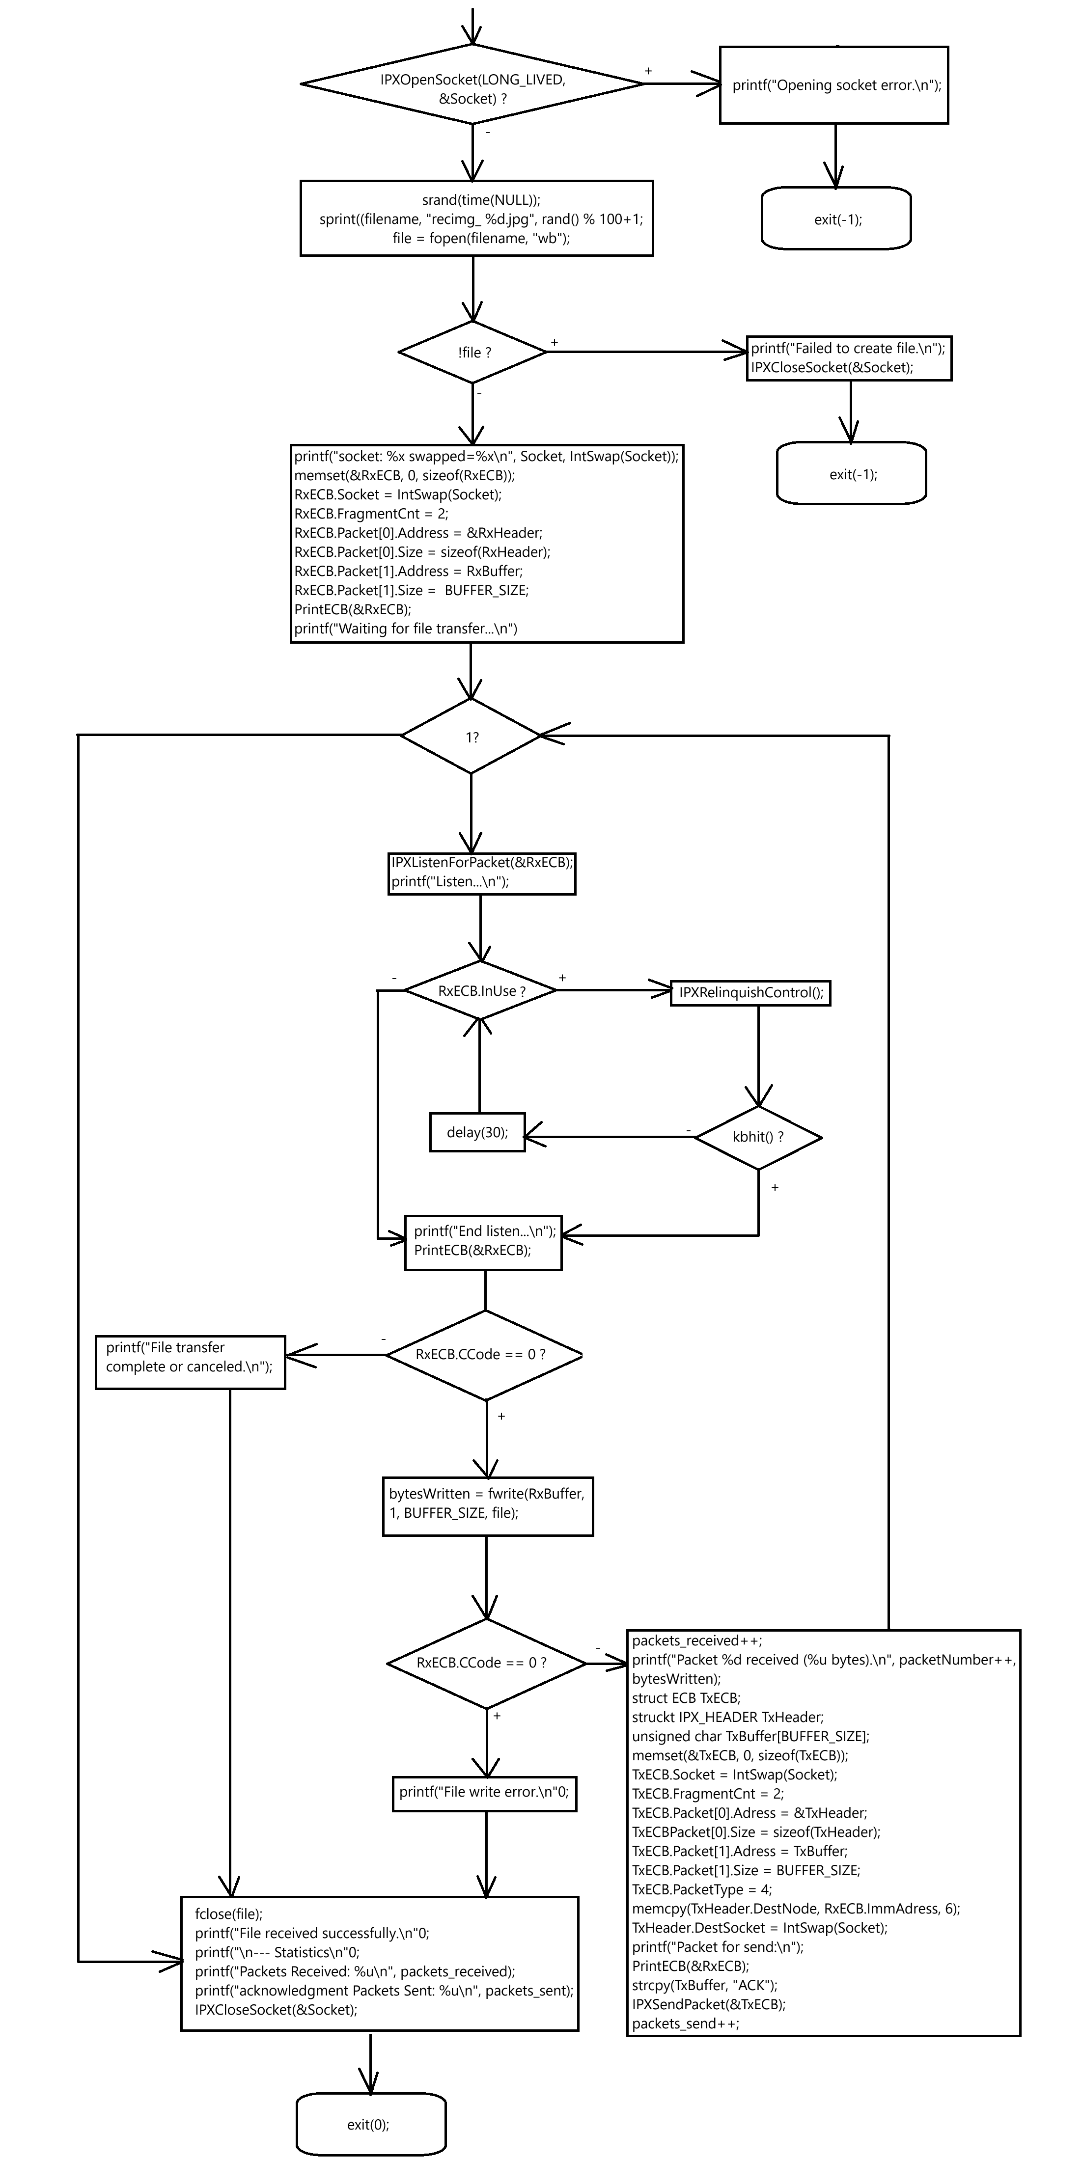 IPXOpenSocket(LONG_LIVED,
&Socket) ?
+
printf("Opening socket error.\n");
-
exit(-1);
srand(time(NULL));
sprint((filename, "recimg_ %d.jpg", rand() % 100+1;
file = fopen(filename, "wb");
!file ?
+
printf("Failed to create file.\n");
IPXCloseSocket(&Socket);
-
exit(-1);
printf("socket: %x swapped=%x\n", Socket, IntSwap(Socket));
memset(&RxECB, 0, sizeof(RxECB));
RxECB.Socket = IntSwap(Socket);
RxECB.FragmentCnt = 2;
RxECB.Packet[0].Address = &RxHeader;
RxECB.Packet[0].Size = sizeof(RxHeader);
RxECB.Packet[1].Address = RxBuffer;
RxECB.Packet[1].Size =  BUFFER_SIZE;
PrintECB(&RxECB);
printf("Waiting for file transfer...\n")
1?
IPXListenForPacket(&RxECB);
printf("Listen...\n");
-
RxECB.InUse ?
+
IPXRelinquishControl();
delay(30);
-
kbhit() ?
+
printf("End listen...\n");
PrintECB(&RxECB);
printf("File transfer
complete or canceled.\n");
-
RxECB.CCode == 0 ?
+
bytesWritten = fwrite(RxBuffer,
1, BUFFER_SIZE, file);
RxECB.CCode == 0 ?
-
+
printf("File write error.\n"0;
packets_received++;
printf("Packet %d received (%u bytes).\n", packetNumber++,
bytesWritten);
struct ECB TxECB;
struckt IPX_HEADER TxHeader;
unsigned char TxBuffer[BUFFER_SIZE];
memset(&TxECB, 0, sizeof(TxECB));
TxECB.Socket = IntSwap(Socket);
TxECB.FragmentCnt = 2;
TxECB.Packet[0].Adress = &TxHeader;
TxECBPacket[0].Size = sizeof(TxHeader);
TxECB.Packet[1].Adress = TxBuffer;
TxECB.Packet[1].Size = BUFFER_SIZE;
TxECB.PacketType = 4;
memcpy(TxHeader.DestNode, RxECB.ImmAdress, 6);
TxHeader.DestSocket = IntSwap(Socket);
printf("Packet for send:\n");
PrintECB(&RxECB);
strcpy(TxBuffer, "ACK");
IPXSendPacket(&TxECB);
packets_send++;
fclose(file);
printf("File received successfully.\n"0;
printf("\n--- Statistics\n"0;
printf("Packets Received: %u\n", packets_received);
printf("acknowledgment Packets Sent: %u\n", packets_sent);
IPXCloseSocket(&Socket);
exit(0);